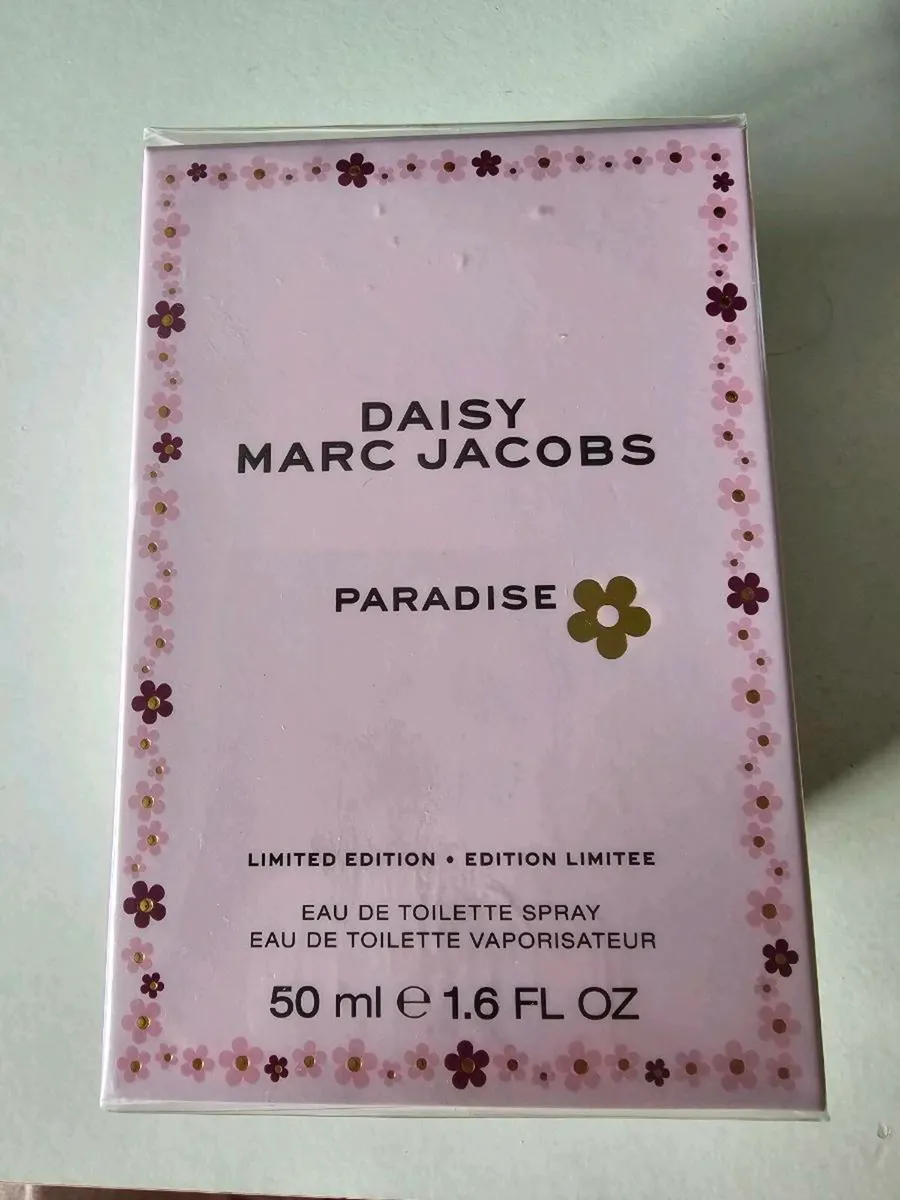 DAISY
MARC JACOBS
PARADISE
LIMITED EDITION • EDITION LIMITEE
EAU DE TOILETTE SPRAY
EAU DE TOILETTE VAPORISATEUR
50 ml ℮ 1.6 FL OZ